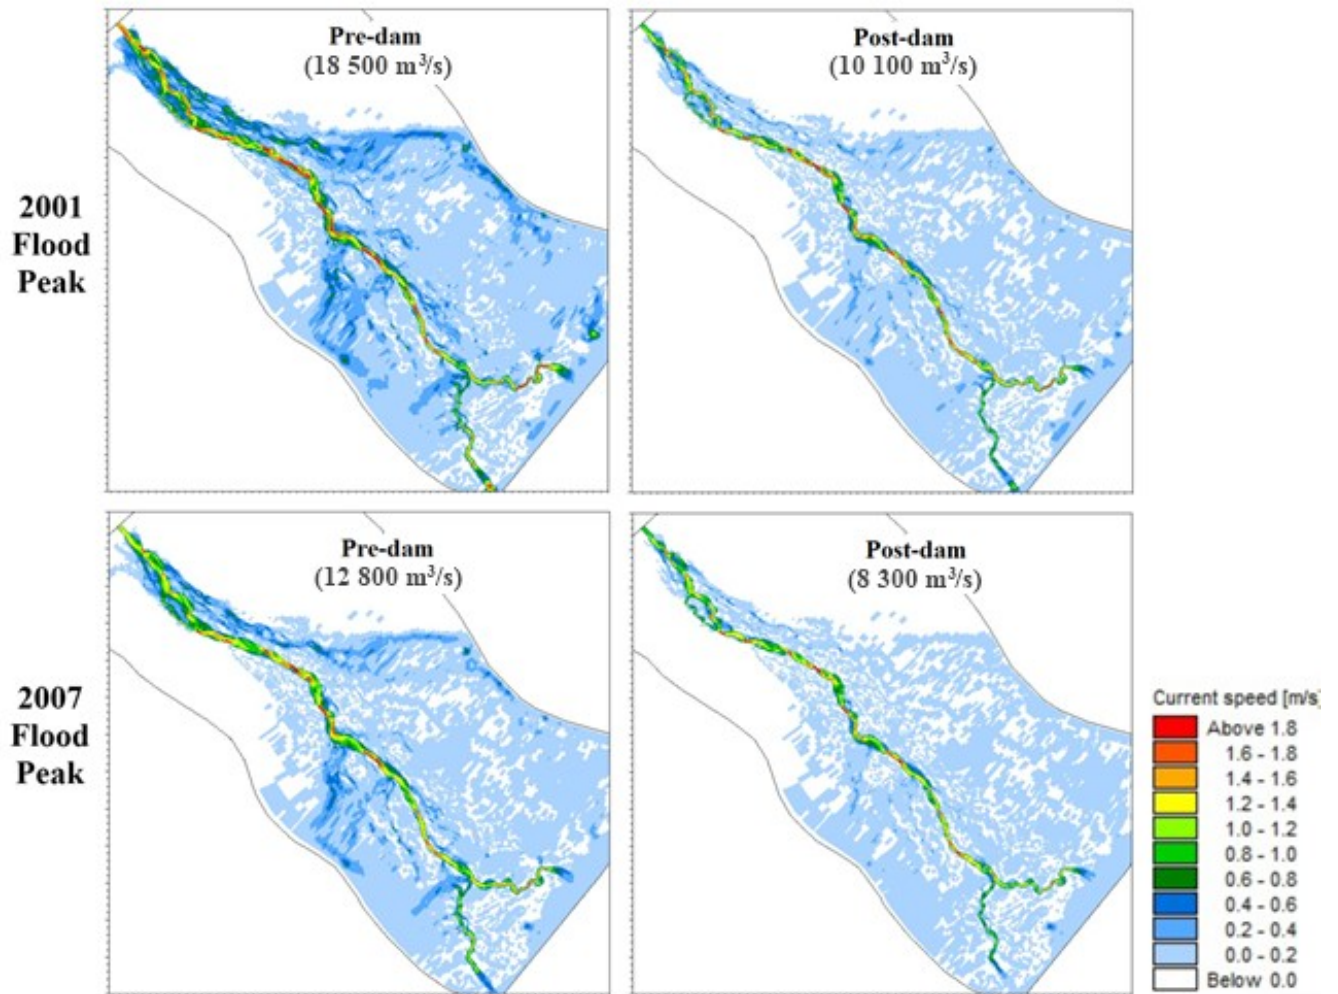 Pre-dam
(18 500 m³/s)
Post-dam
(10 100 m³/s)
2001
Flood
Peak
Pre-dam
(12 800 m³/s)
Post-dam
(8 300 m³/s)
2007
Flood
Peak
Current speed [m/s]
Above 1.8
1.6 - 1.8
1.4 - 1.6
1.2 - 1.4
1.0 - 1.2
0.8 - 1.0
0.6 - 0.8
0.4 - 0.6
0.2 - 0.4
0.0 - 0.2
Below 0.0